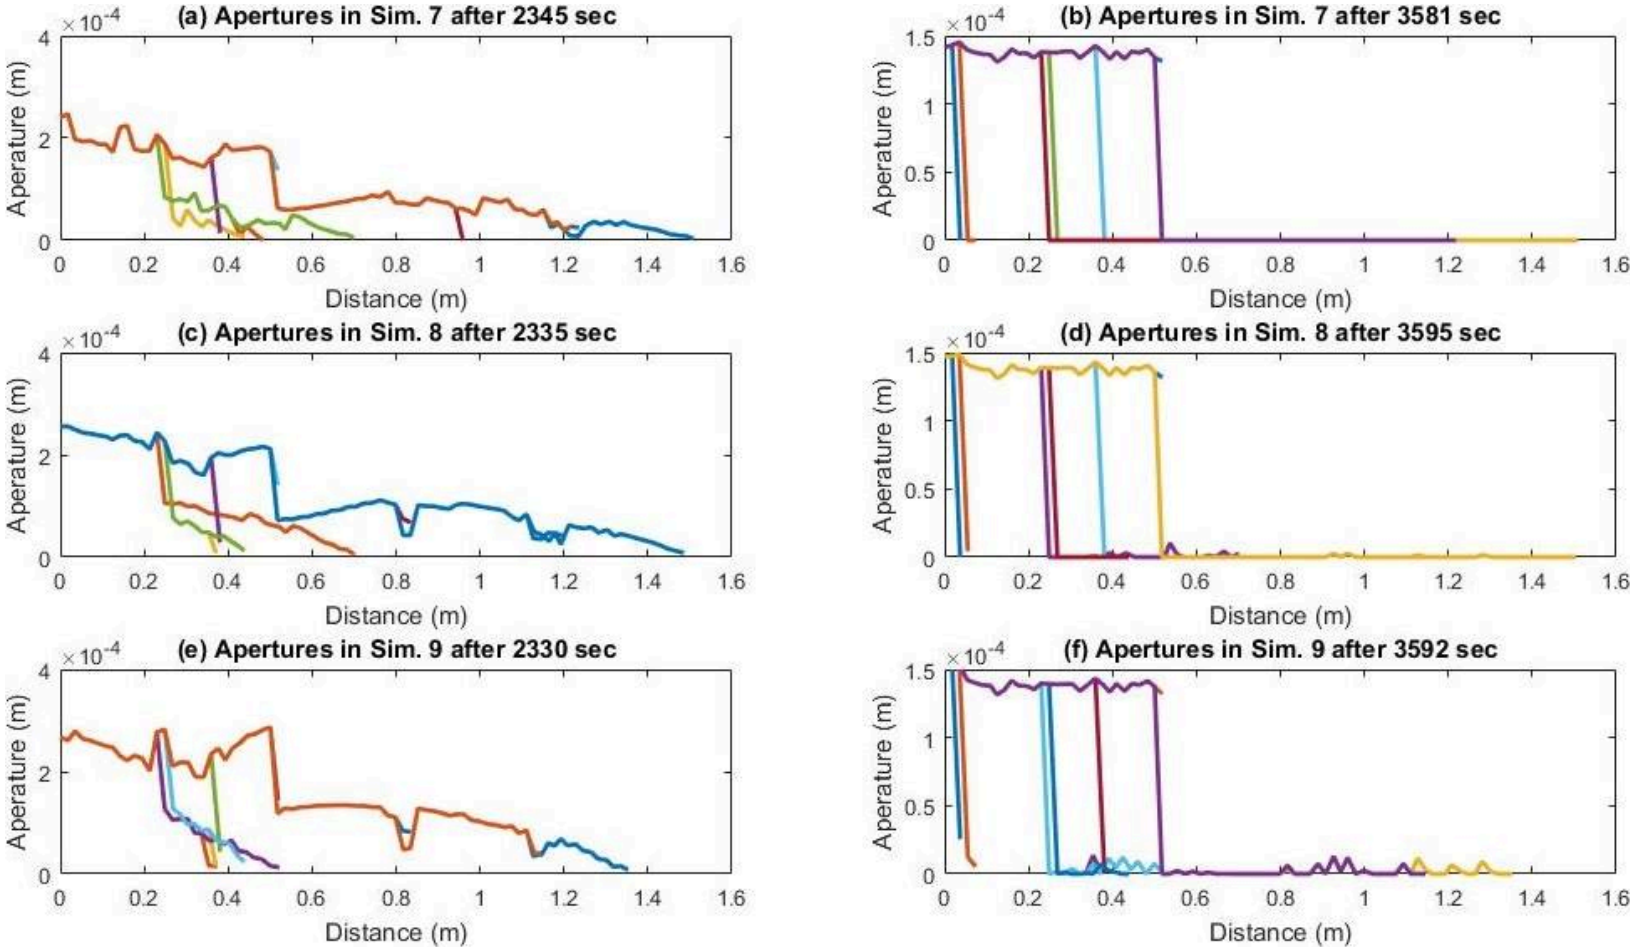 (a) Apertures in Sim. 7 after 2345 sec
×10⁻⁴
Aperature (m)
4
2
0
0 0.2 0.4 0.6 0.8 1 1.2 1.4 1.6
Distance (m)
(b) Apertures in Sim. 7 after 3581 sec
×10⁻⁴
Aperature (m)
1.5
1
0.5
0
0 0.2 0.4 0.6 0.8 1 1.2 1.4 1.6
Distance (m)
(c) Apertures in Sim. 8 after 2335 sec
×10⁻⁴
Aperature (m)
4
2
0
0 0.2 0.4 0.6 0.8 1 1.2 1.4 1.6
Distance (m)
(d) Apertures in Sim. 8 after 3595 sec
×10⁻⁴
Aperature (m)
1.5
1
0.5
0
0 0.2 0.4 0.6 0.8 1 1.2 1.4 1.6
Distance (m)
(e) Apertures in Sim. 9 after 2330 sec
×10⁻⁴
Aperature (m)
4
2
0
0 0.2 0.4 0.6 0.8 1 1.2 1.4 1.6
Distance (m)
(f) Apertures in Sim. 9 after 3592 sec
×10⁻⁴
Aperature (m)
1.5
1
0.5
0
0 0.2 0.4 0.6 0.8 1 1.2 1.4 1.6
Distance (m)